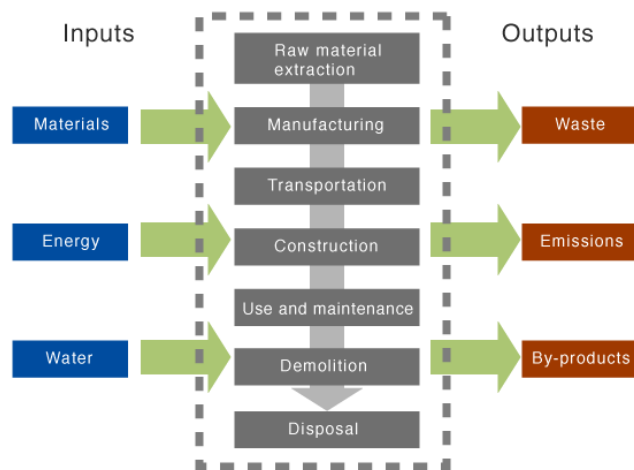 Inputs
Outputs
Raw material
extraction
Materials
Manufacturing
Waste
Transportation
Energy
Construction
Emissions
Use and maintenance
Water
Demolition
By-products
Disposal